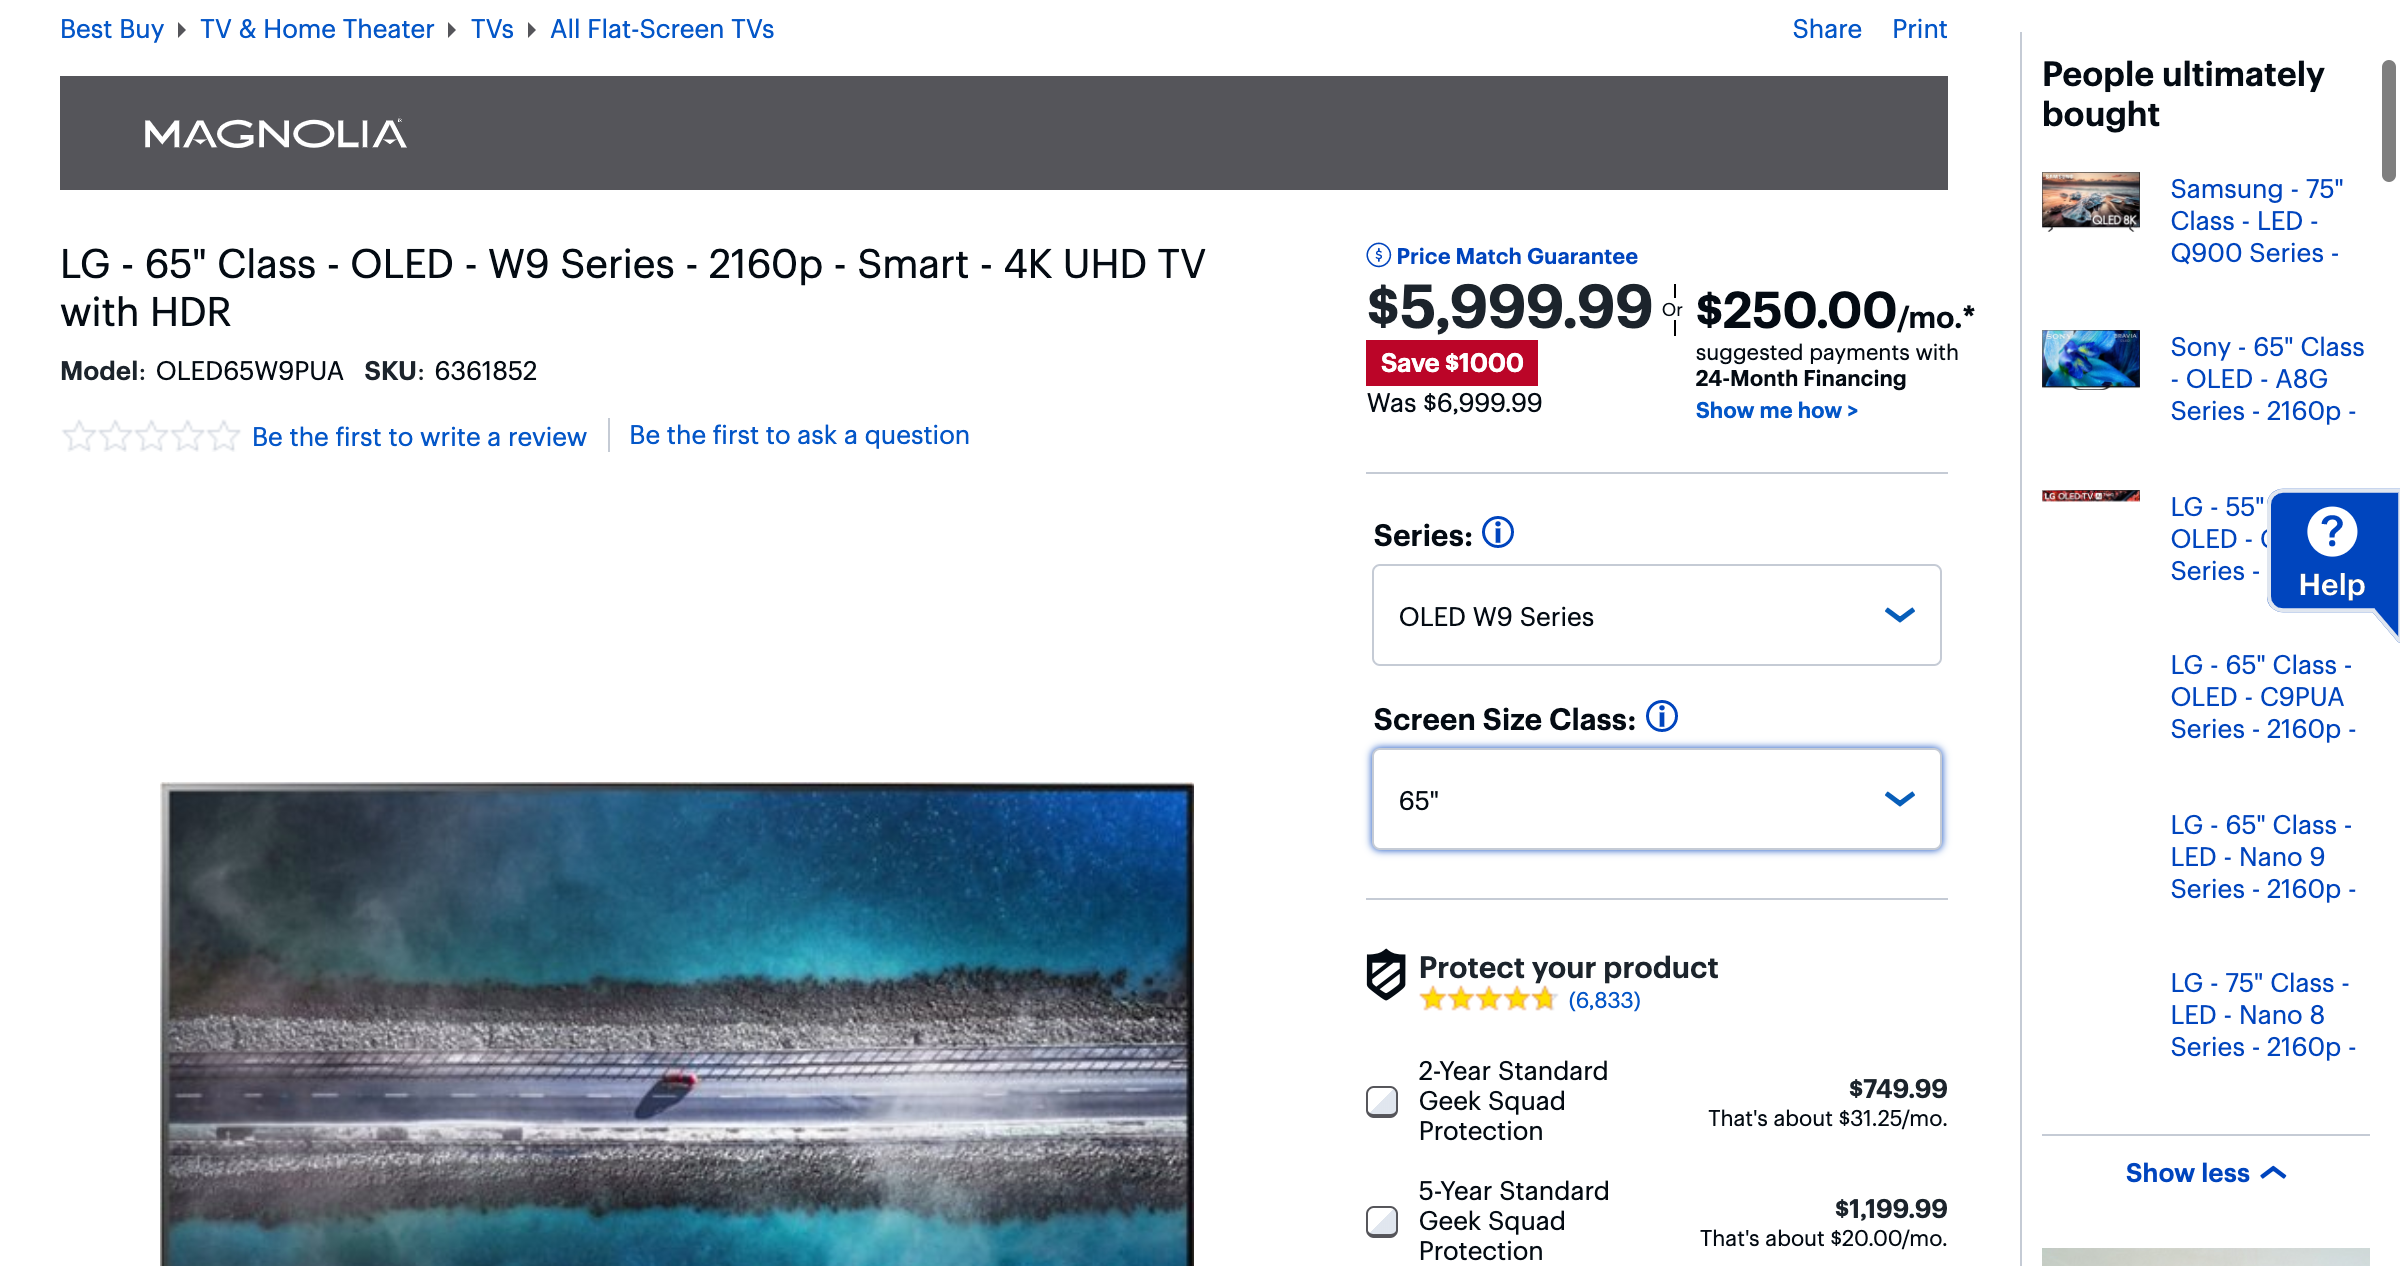 Best Buy TV & Home Theater TVs All Flat-Screen TVs
Share Print
MAGNOLIA
LG - 65" Class - OLED - W9 Series - 2160p - Smart - 4K UHD TV
with HDR
Model: OLED65W9PUA SKU: 6361852
Be the first to write a review
Be the first to ask a question
Price Match Guarantee
$5,999.99
Or
$250.00/mo.*
Save $1000
Was $6,999.99
suggested payments with
24-Month Financing
Show me how >
Series:
OLED W9 Series
Screen Size Class:
65"
Protect your product
(6,833)
2-Year Standard
Geek Squad
Protection
$749.99
That's about $31.25/mo.
5-Year Standard
Geek Squad
Protection
$1,199.99
That's about $20.00/mo.
People ultimately
bought
QLED 8K
Samsung - 75"
Class - LED -
Q900 Series -
SONY
BRAVIA
Sony - 65" Class
- OLED - A8G
Series - 2160p -
LG OLED TV
LG - 55"
OLED -
Series -
Help
LG - 65" Class -
OLED - C9PUA
Series - 2160p -
LG - 65" Class -
LED - Nano 9
Series - 2160p -
LG - 75" Class -
LED - Nano 8
Series - 2160p -
Show less